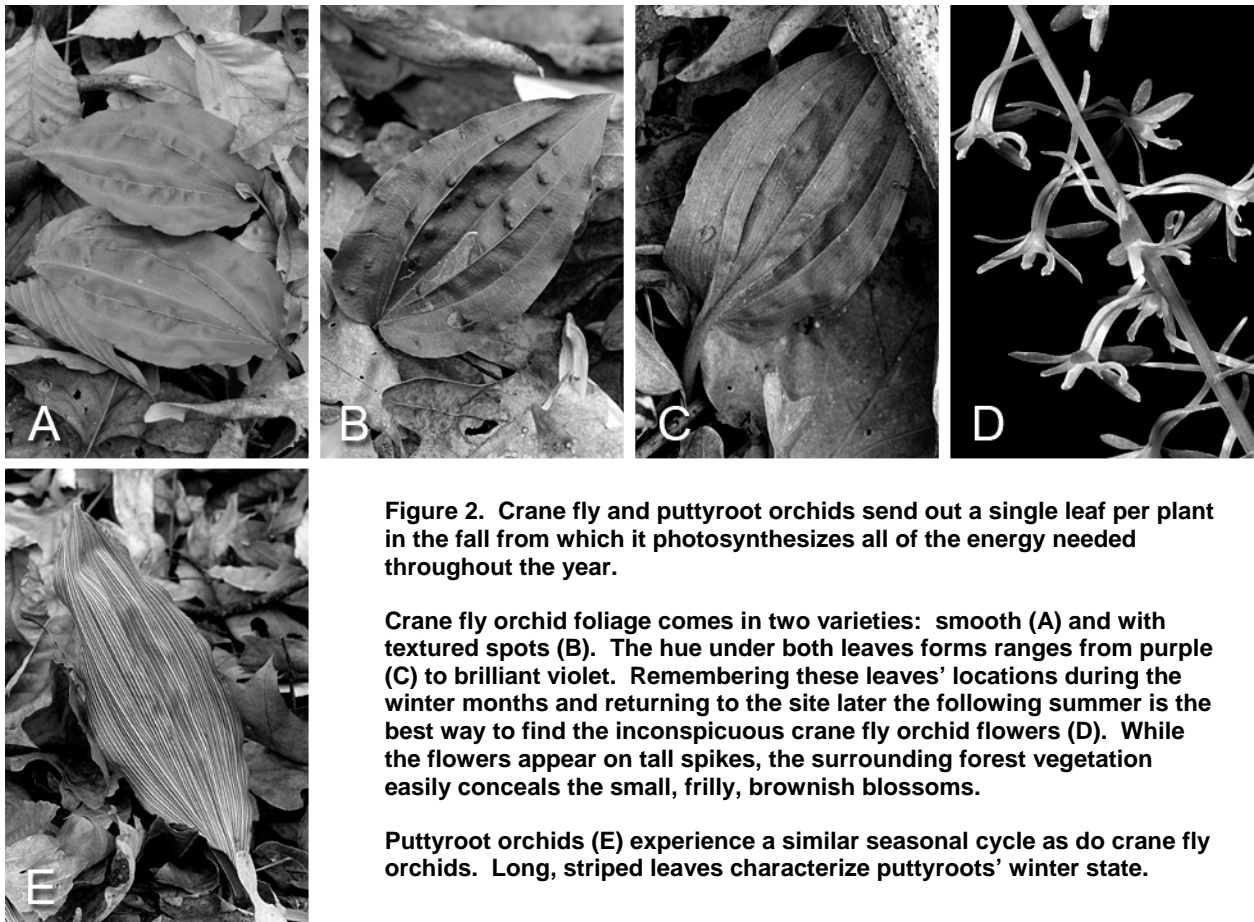 A
B
C
D
E
Figure 2. Crane fly and puttyroot orchids send out a single leaf per plant
in the fall from which it photosynthesizes all of the energy needed
throughout the year.
Crane fly orchid foliage comes in two varieties: smooth (A) and with
textured spots (B). The hue under both leaves forms ranges from purple
(C) to brilliant violet. Remembering these leaves' locations during the
winter months and returning to the site later the following summer is the
best way to find the inconspicuous crane fly orchid flowers (D). While
the flowers appear on tall spikes, the surrounding forest vegetation
easily conceals the small, frilly, brownish blossoms.
Puttyroot orchids (E) experience a similar seasonal cycle as do crane fly
orchids. Long, striped leaves characterize puttyroots' winter state.